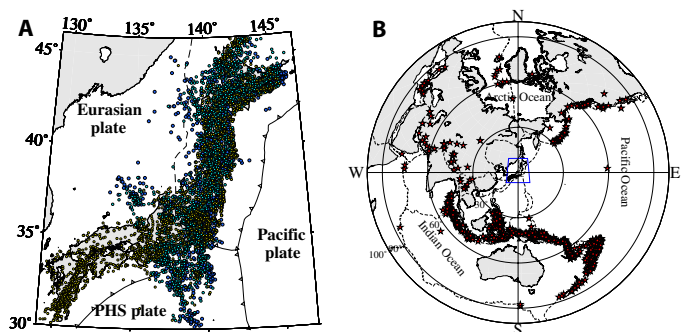 A
130° 135° 140° 145°
45°
40°
35°
30°
Eurasian
plate
Pacific
plate
PHS plate
B
N
W
E
S
Arctic Ocean
Pacific Ocean
Indian Ocean
30°
60°
90°
100°